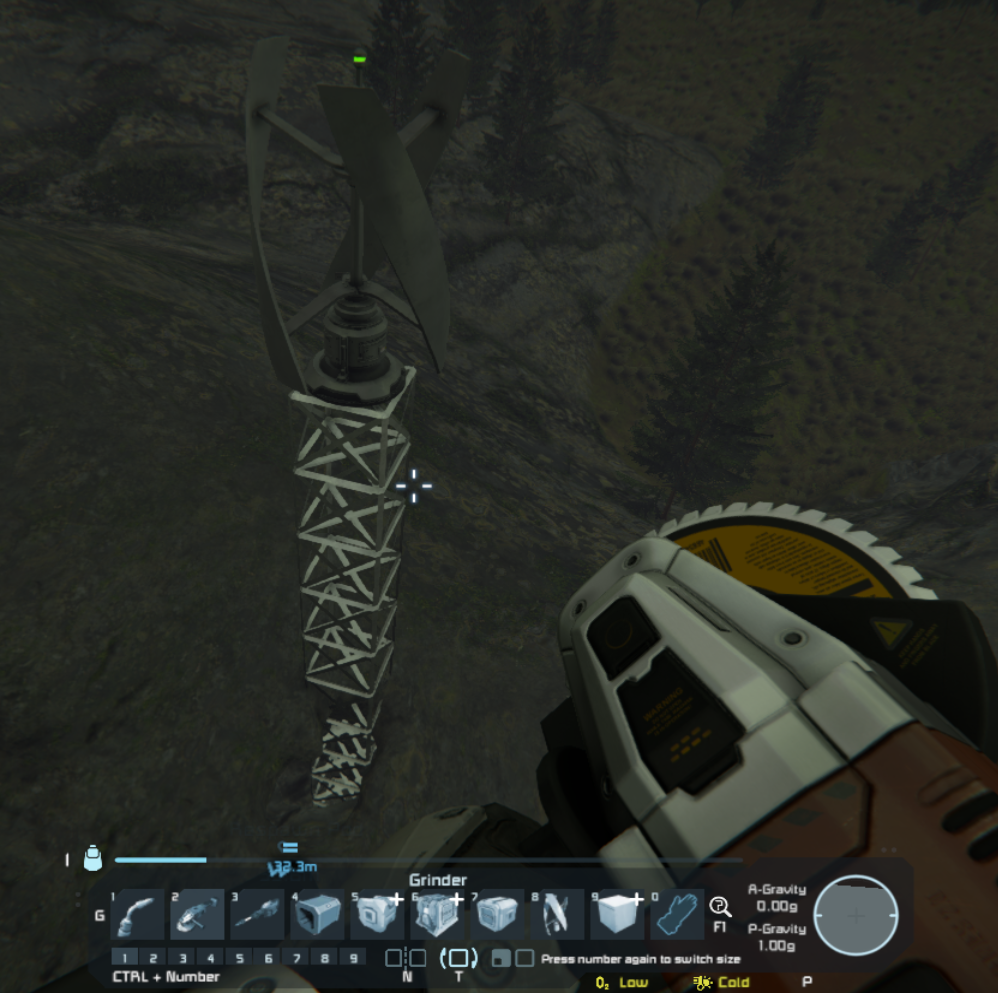 WARNING
I
32.3m
Grinder
1 2 3 4 5 6 7 8 9 0
G
F1
A-Gravity
0.00g
P-Gravity
1.00g
1 2 3 4 5 6 7 8 9
Press number again to switch size
CTRL + Number
N
T
O₂ Low
Cold
P